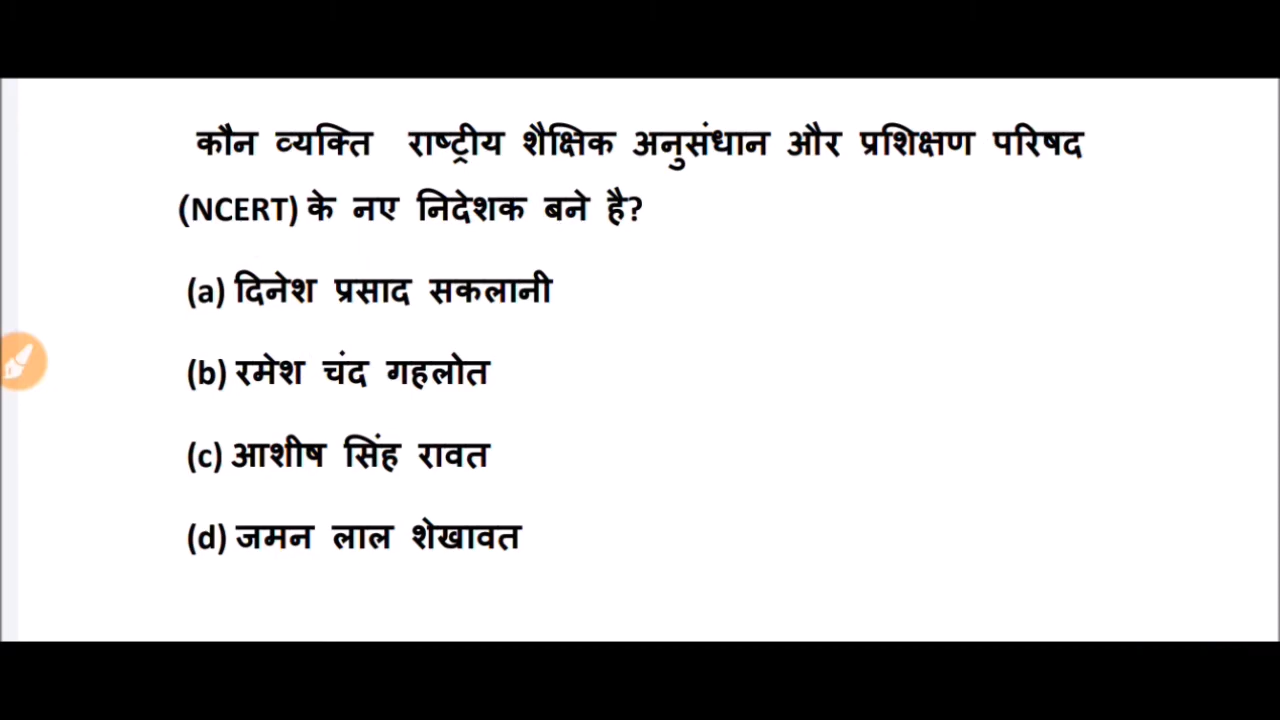 कौन व्यक्ति राष्ट्रीय शैक्षिक अनुसंधान और प्रशिक्षण परिषद
(NCERT) के नए निदेशक बने है?
(a) दिनेश प्रसाद सकलानी
(b) रमेश चंद गहलोत
(c) आशीष सिंह रावत
(d) जमन लाल शेखावत